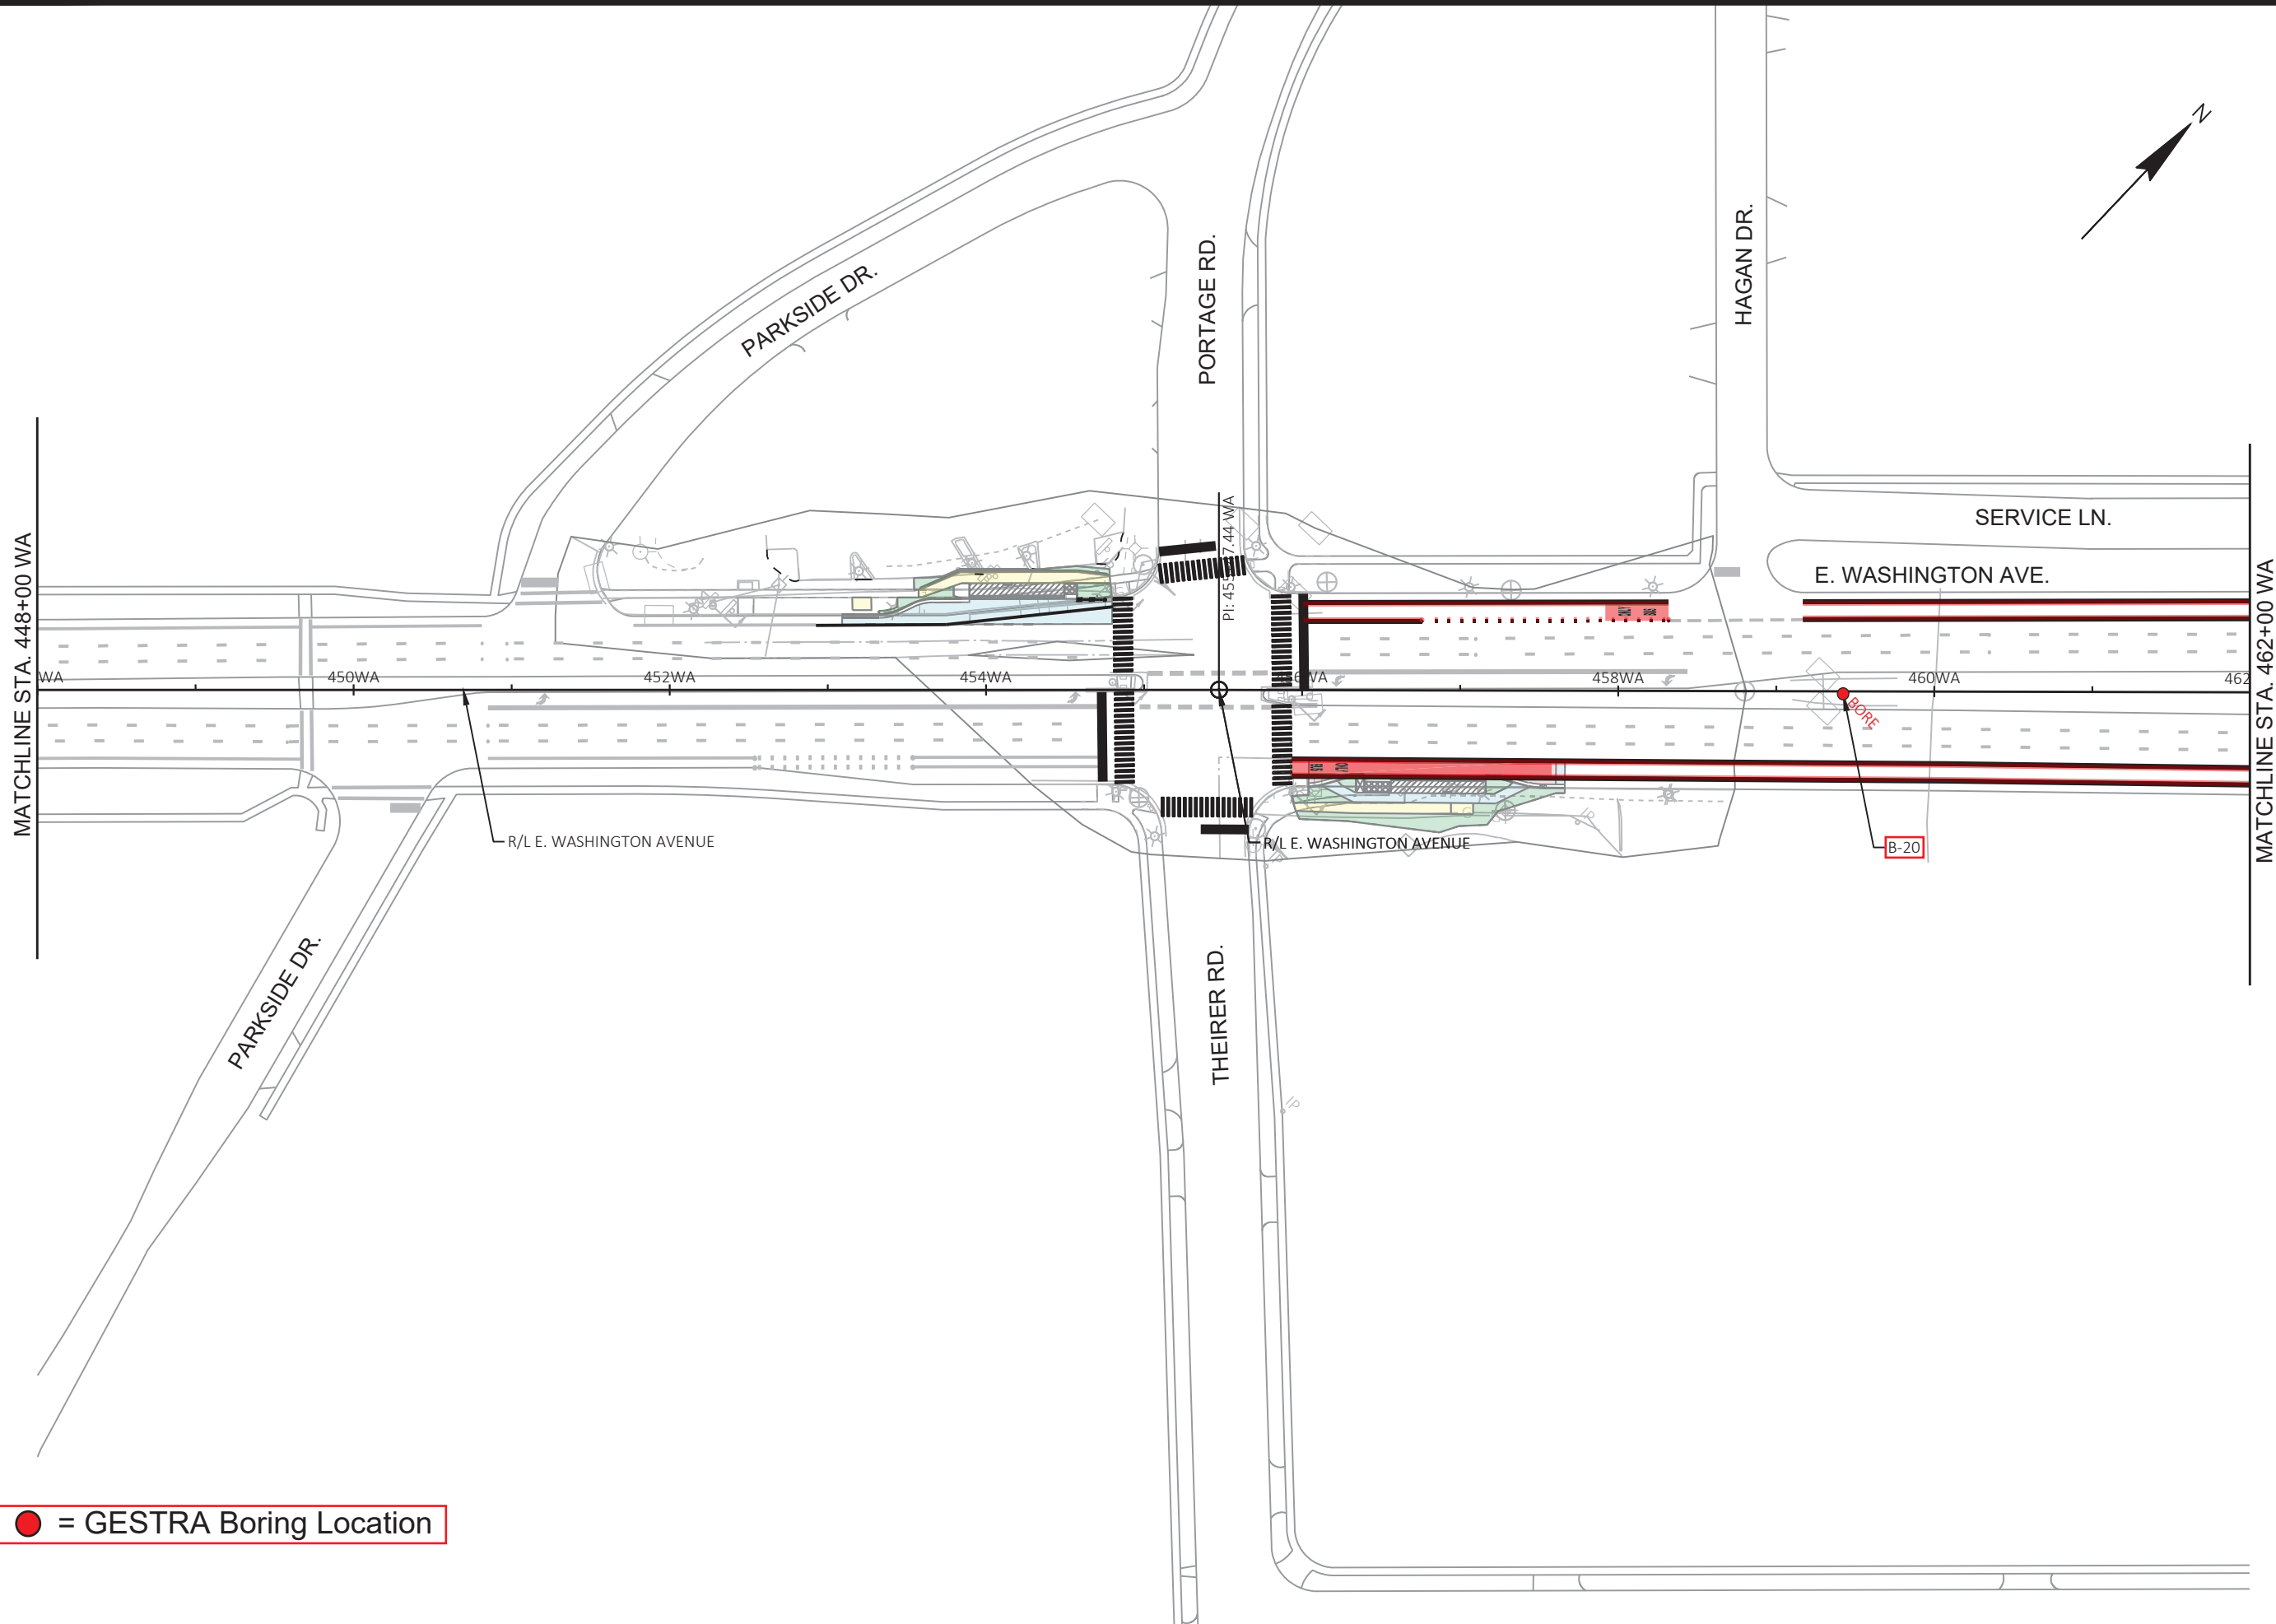 N
PARKSIDE DR.
PORTAGE RD.
HAGAN DR.
SERVICE LN.
E. WASHINGTON AVE.
MATCHLINE STA. 448+00 WA
MATCHLINE STA. 462+00 WA
WA
450WA
452WA
454WA
458WA
460WA
462
BORE
R/L E. WASHINGTON AVENUE
R/L E. WASHINGTON AVENUE
B-20
PARKSIDE DR.
THEIRER RD.
= GESTRA Boring Location